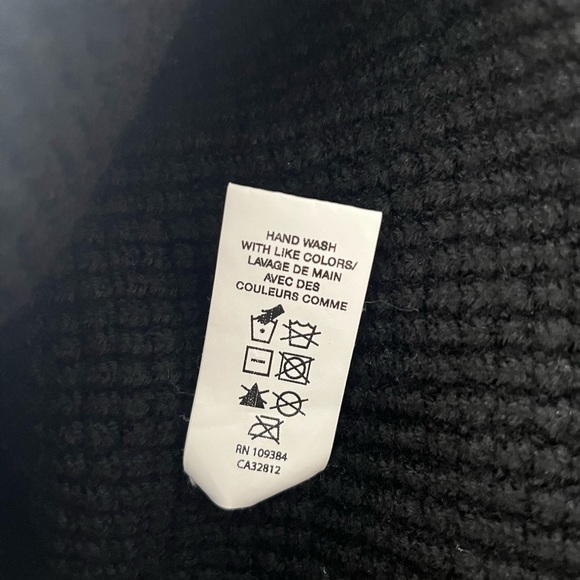 HAND WASH
WITH LIKE COLORS/
LAVAGE DE MAIN
AVEC DES
COULEURS COMME
RN 109384
CA32812